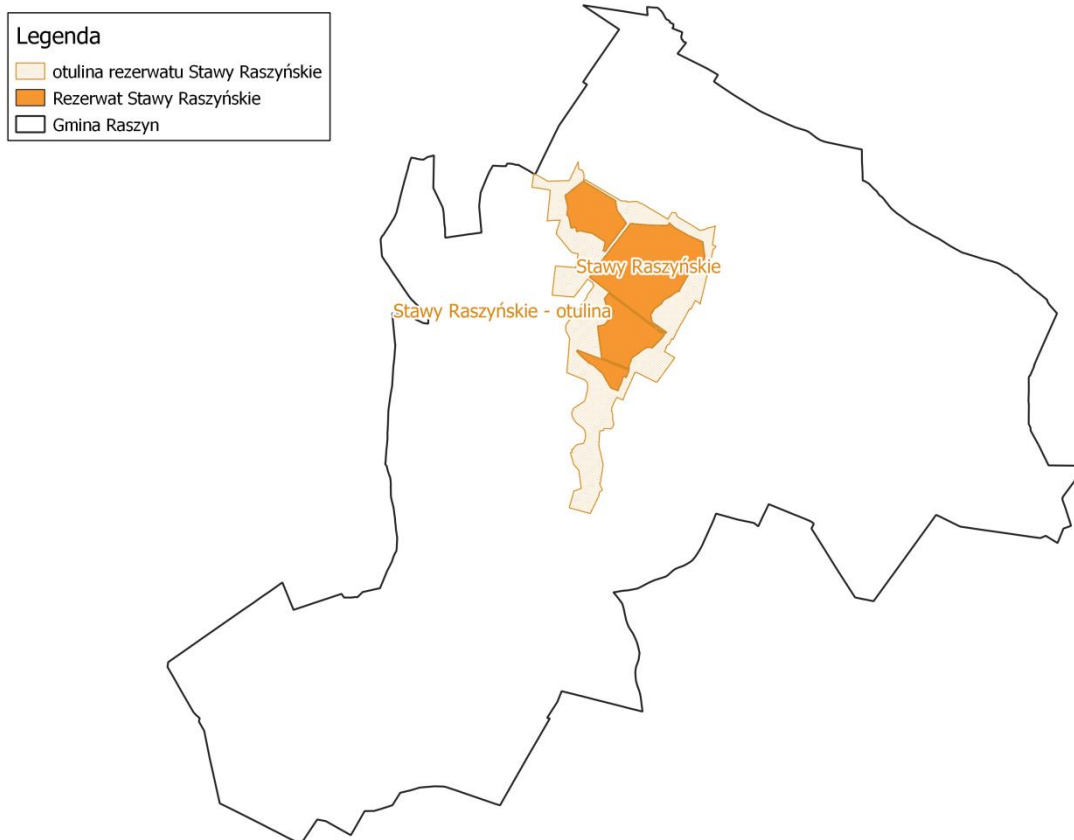 Legenda
otulina rezerwatu Stawy Raszyńskie
Rezerwat Stawy Raszyńskie
Gmina Raszyn
Stawy Raszyńskie
Stawy Raszyńskie - otulina